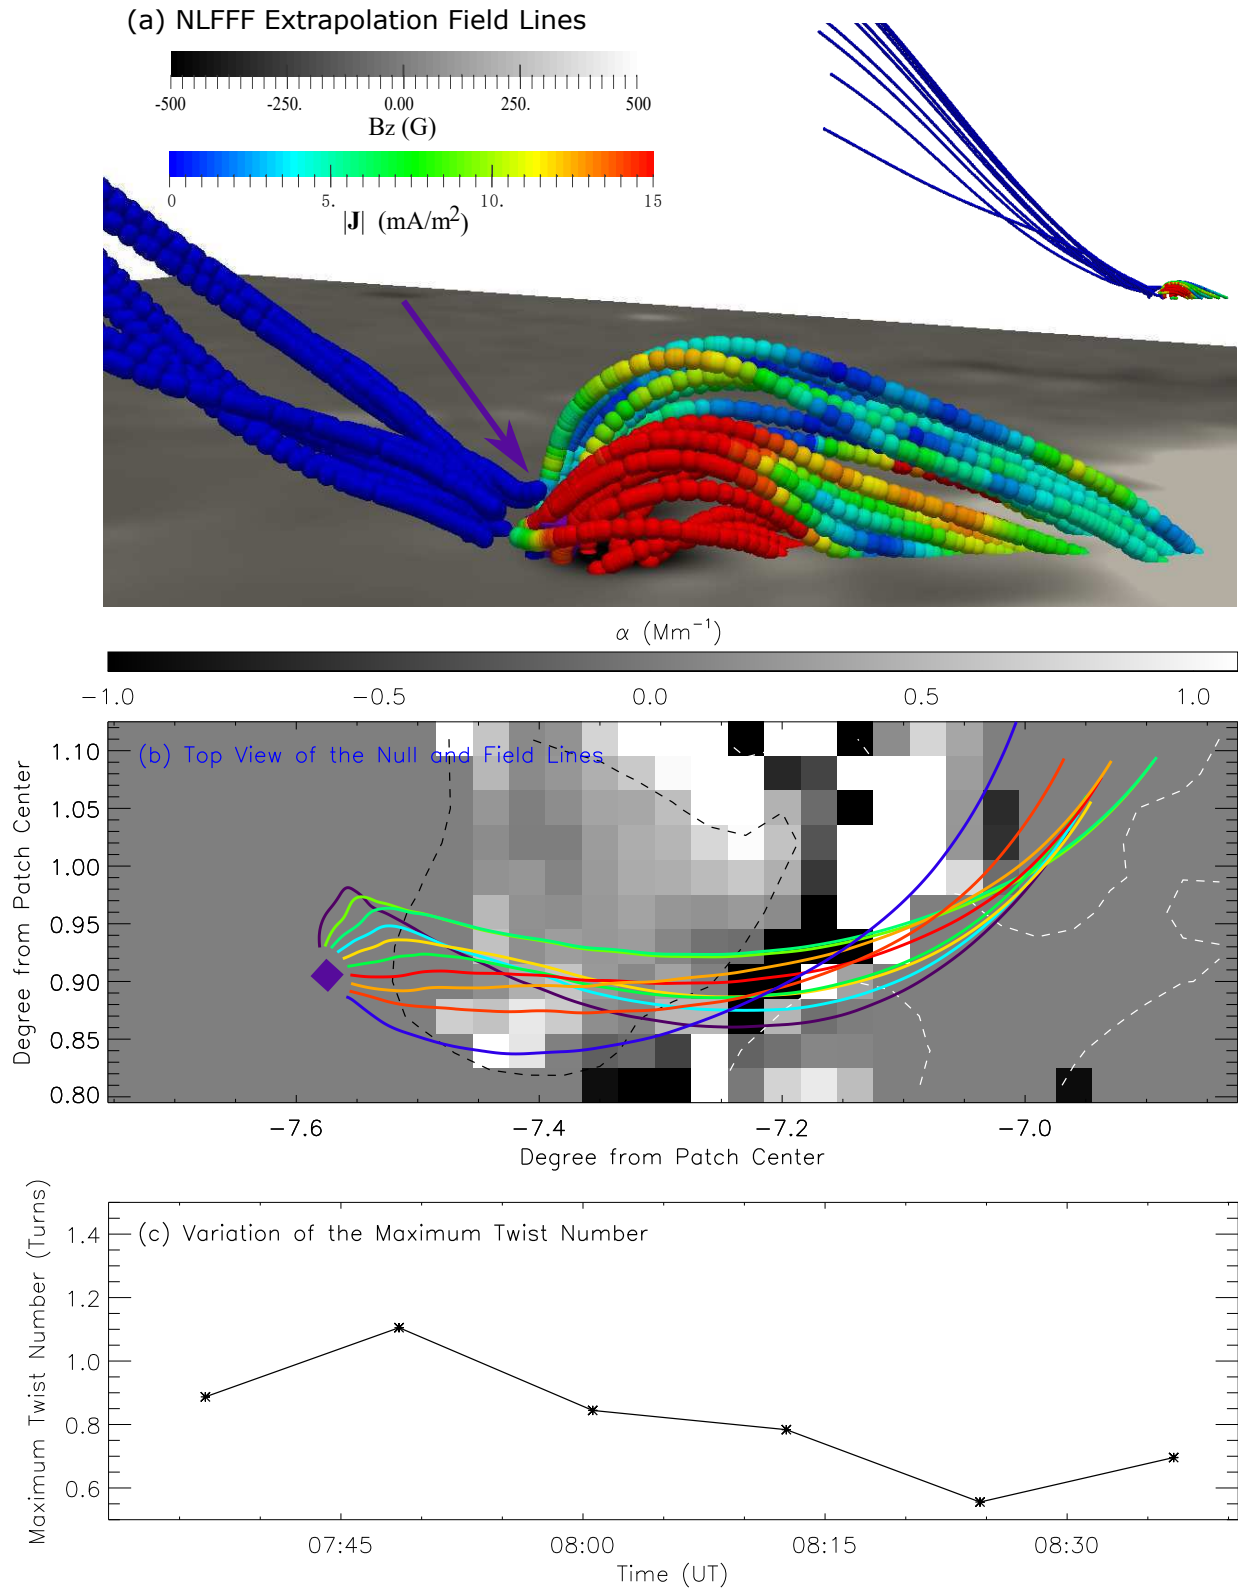 (a) NLFFF Extrapolation Field Lines
-500 -250. 0.00 250. 500
Bz (G)
0 5. 10. 15
|J| (mA/m²)
α (Mm⁻¹)
-1.0 -0.5 0.0 0.5 1.0
(b) Top View of the Null and Field Lines
1.10
1.05
1.00
0.95
0.90
0.85
0.80
Degree from Patch Center
-7.6 -7.4 -7.2 -7.0
Degree from Patch Center
(c) Variation of the Maximum Twist Number
1.4
1.2
1.0
0.8
0.6
Maximum Twist Number (Turns)
07:45 08:00 08:15 08:30
Time (UT)